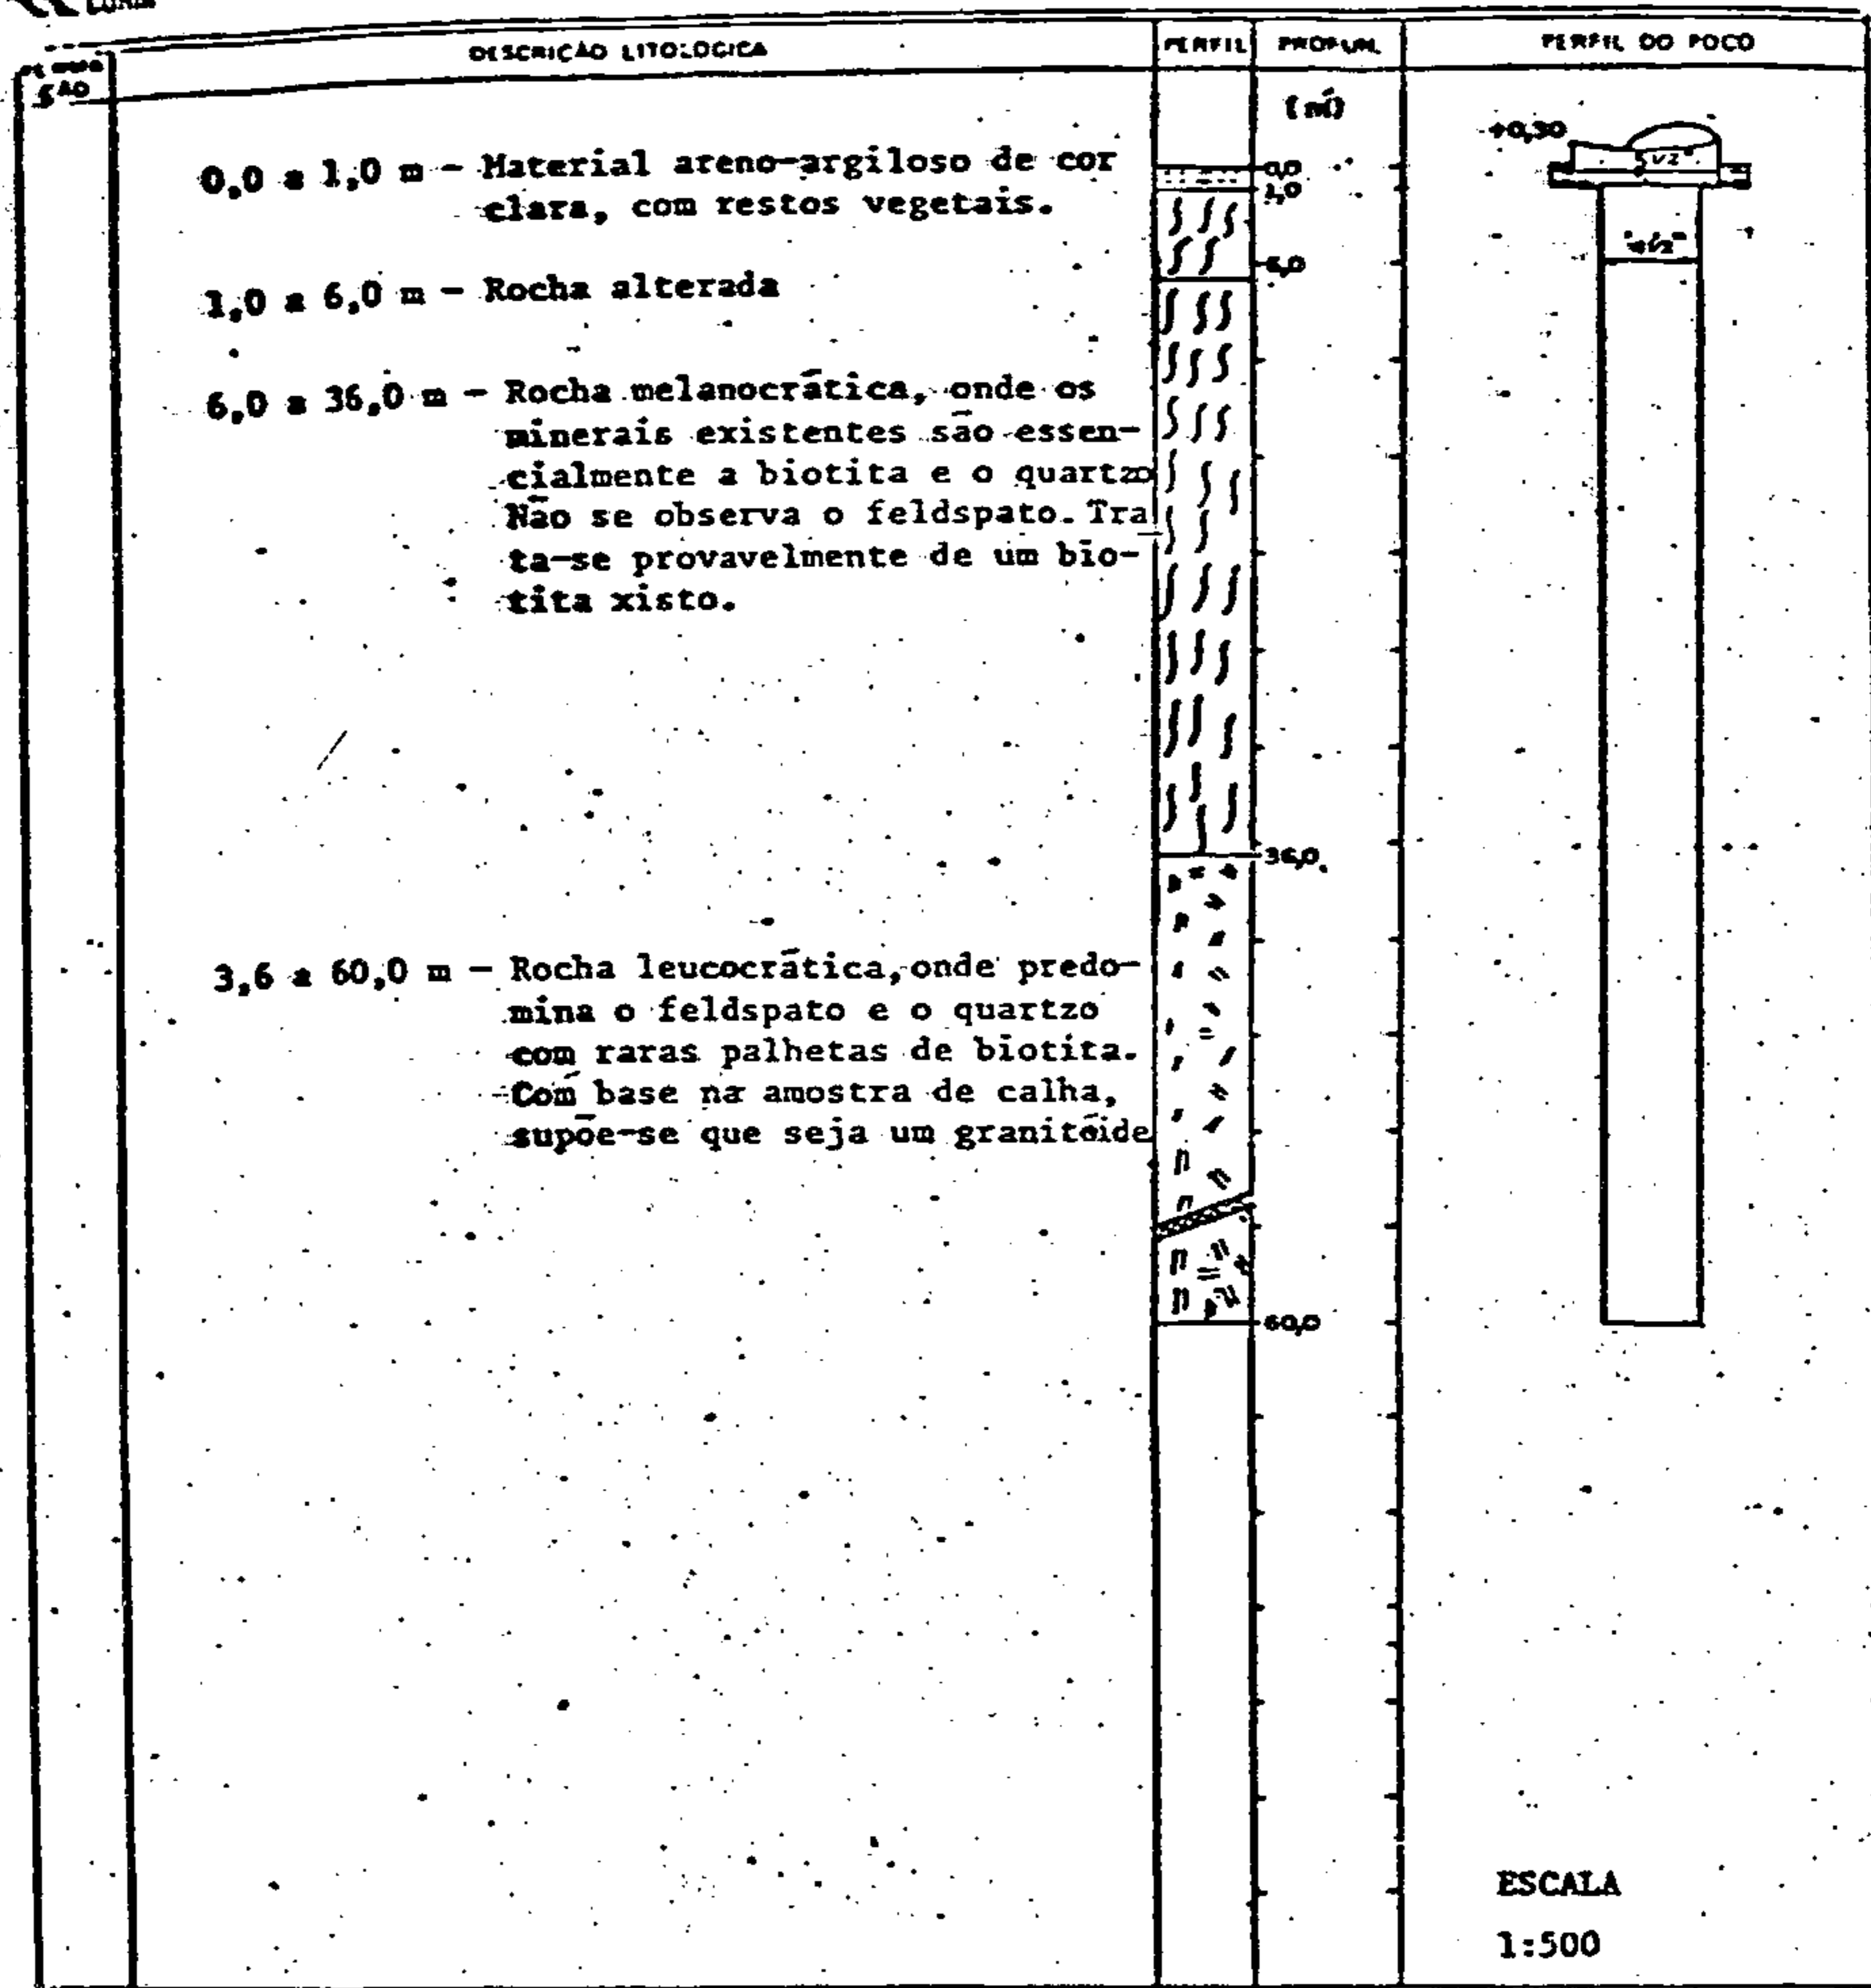 DESCRIÇÃO LITOLOGICA
PERFIL
PROFUN.
PERFIL DO POÇO
(m)
0,0 a 1,0 m - Material areno-argiloso de cor
clara, com restos vegetais.
1,0 a 6,0 m - Rocha alterada
6,0 a 36,0 m - Rocha melanocrática, onde os
minerais existentes são essen-
cialmente a biotita e o quartzo
Não se observa o feldspato. Tra
ta-se provavelmente de um bio-
tita xisto.
3,6 a 60,0 m - Rocha leucocrática, onde predo-
mina o feldspato e o quartzo
com raras palhetas de biotita.
Com base na amostra de calha,
supõe-se que seja um granitóide
0,0
1,0
6,0
36,0
60,0
+0,30
ESCALA
1:500